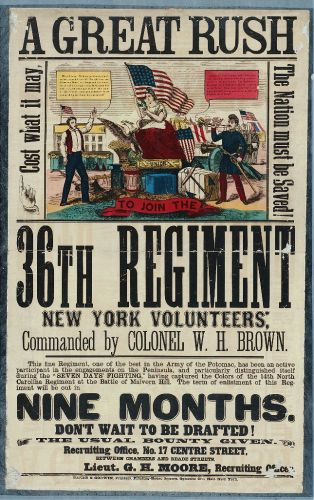 A GREAT RUSH
Cost what it may,
The Nation must be Saved!
TO JOIN THE
36TH REGIMENT
NEW YORK VOLUNTEERS,
Commanded by COLONEL W. H. BROWN.
This fine Regiment, one of the best in the Army of the Potomac, has been an active
participant in the engagements on the Peninsula, and particularly distinguished itself
during the "SEVEN DAYS FIGHTING," having captured the Colors of the 14th North
Carolina Regiment at the Battle of Malvern Hill. The term of enlistment of this Reg-
iment will be out in
NINE MONTHS.
DON'T WAIT TO BE DRAFTED!
THE USUAL BOUNTY GIVEN.
Recruiting Office, No. 17 CENTRE STREET,
BETWEEN CHAMBERS AND READE STREETS.
Lieut. G. H. MOORE, Recruiting Officer.